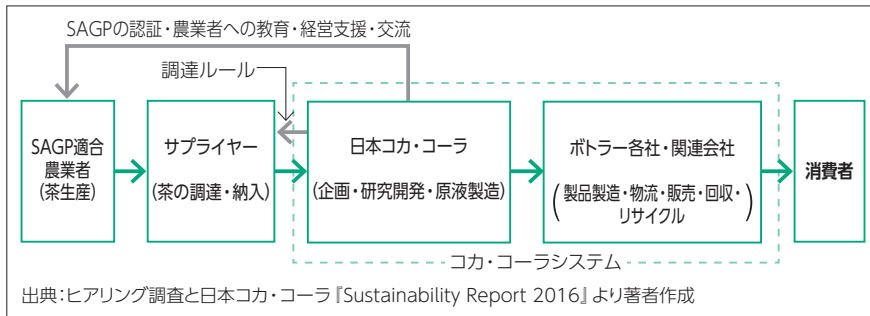 SAGPの認証・農業者への教育・経営支援・交流
調達ルール
SAGP適合
農業者
(茶生産)
サプライヤー
(茶の調達・納入)
日本コカ・コーラ
(企画・研究開発・原液製造)
ボトラー各社・関連会社
(製品製造・物流・販売・回収・
リサイクル)
消費者
コカ・コーラシステム
出典:ヒアリング調査と日本コカ・コーラ『Sustainability Report 2016』より著者作成